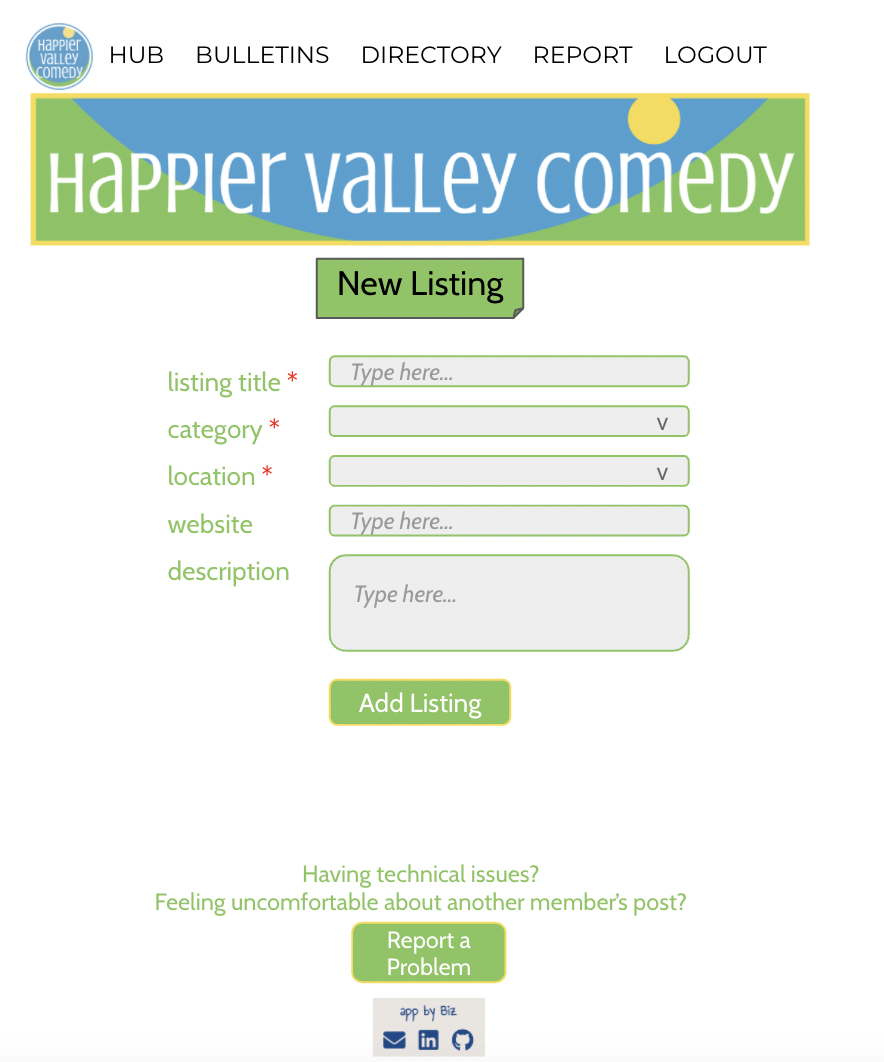 Happier
Valley
Comedy
HUB BULLETINS DIRECTORY REPORT LOGOUT
Happier Valley Comedy
New Listing
listing title * Type here...
category * v
location * v
website Type here...
description Type here...
Add Listing
Having technical issues?
Feeling uncomfortable about another member's post?
Report a
Problem
app by Biz
in